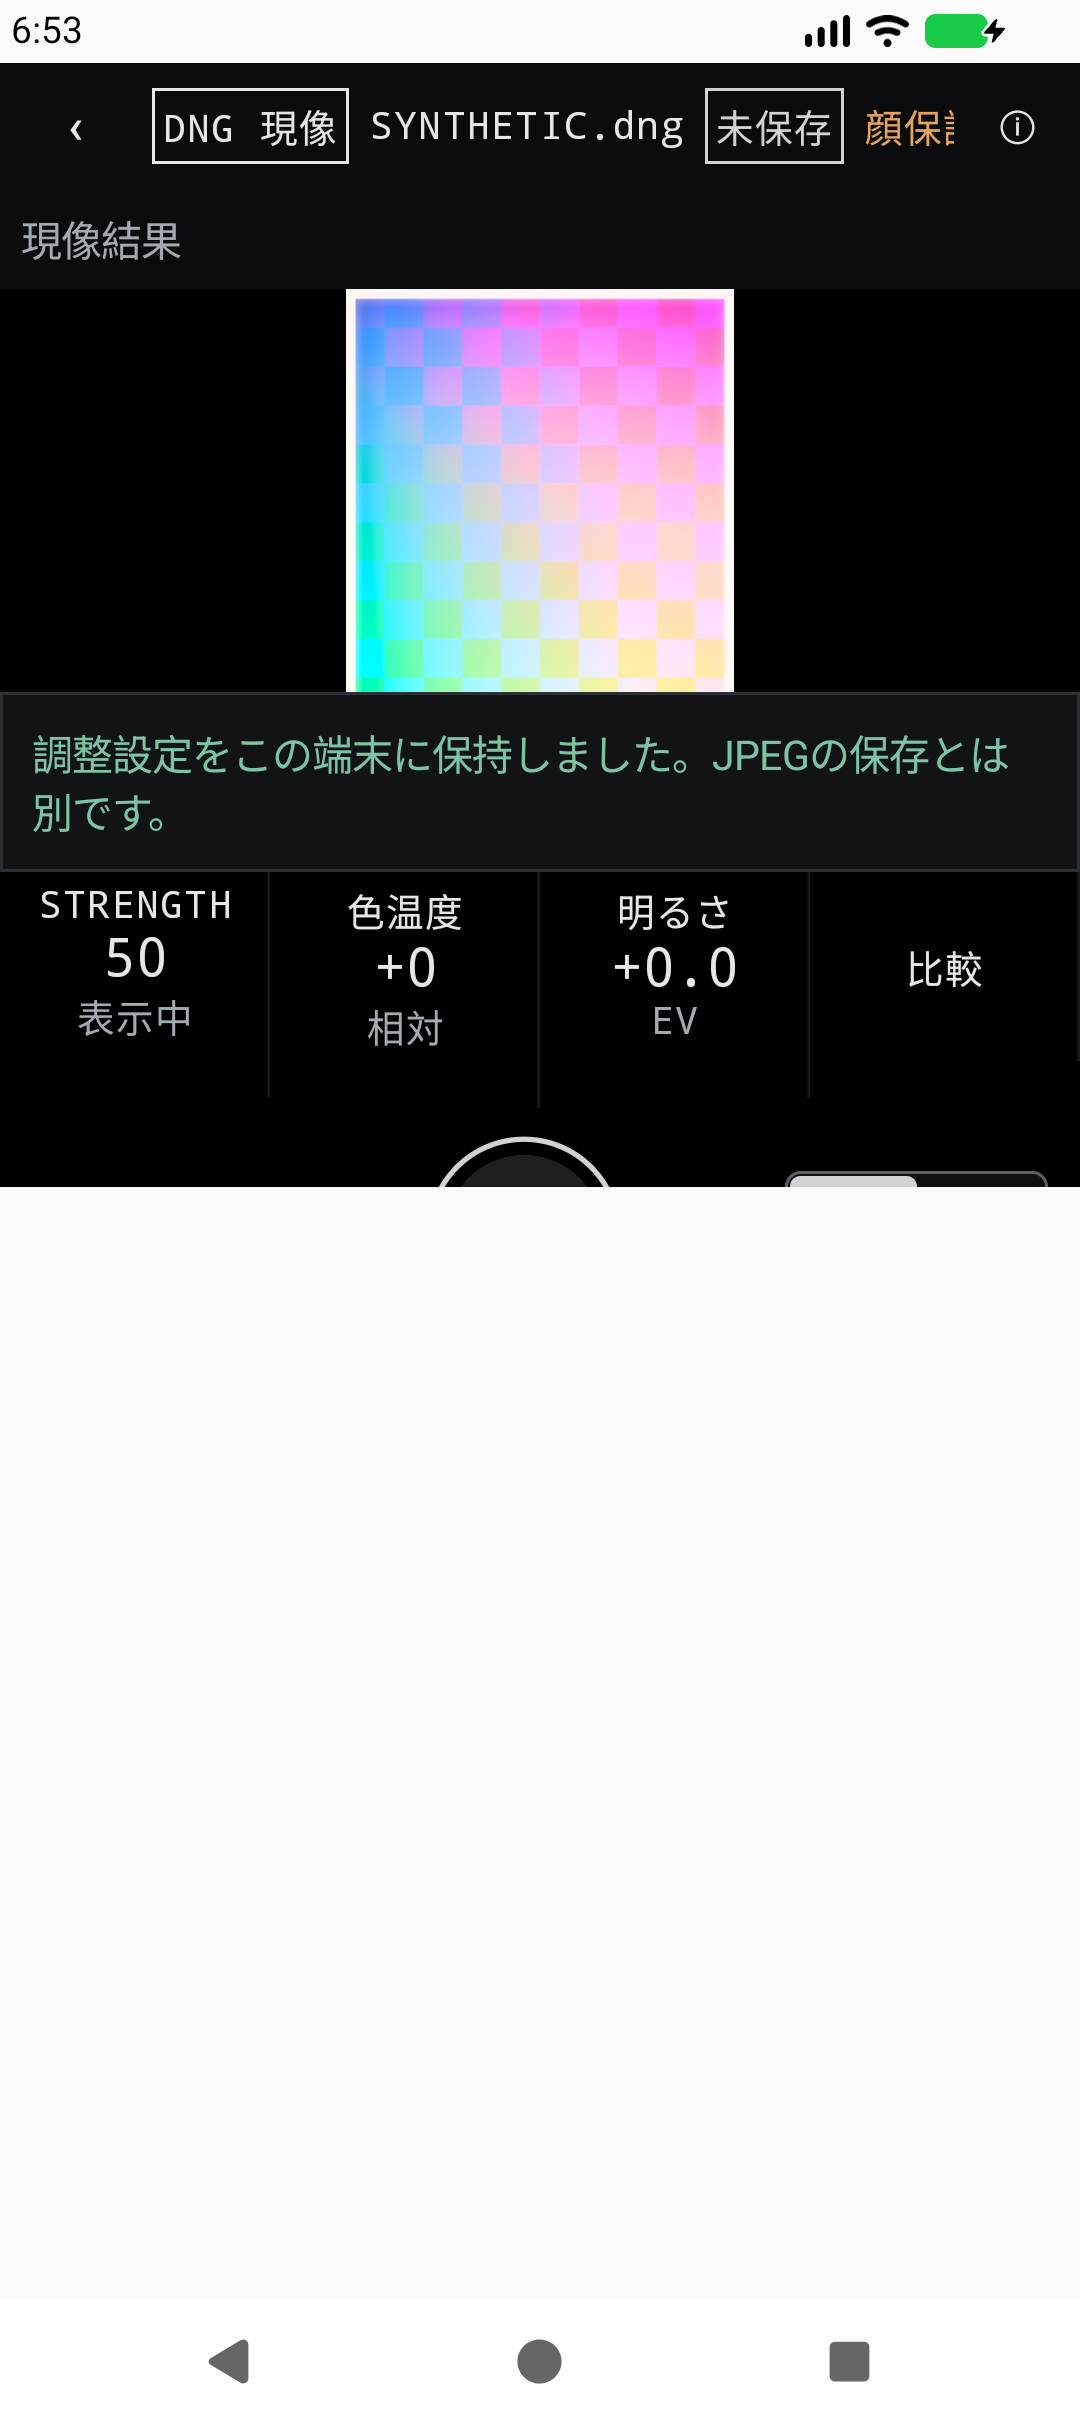 6:53
‹ DNG 現像 SYNTHETIC.dng 未保存 顔保
現像結果
調整設定をこの端末に保持しました。JPEGの保存とは
別です。
STRENGTH 色温度 明るさ
50 +0 +0.0 比較
表示中 相対 EV